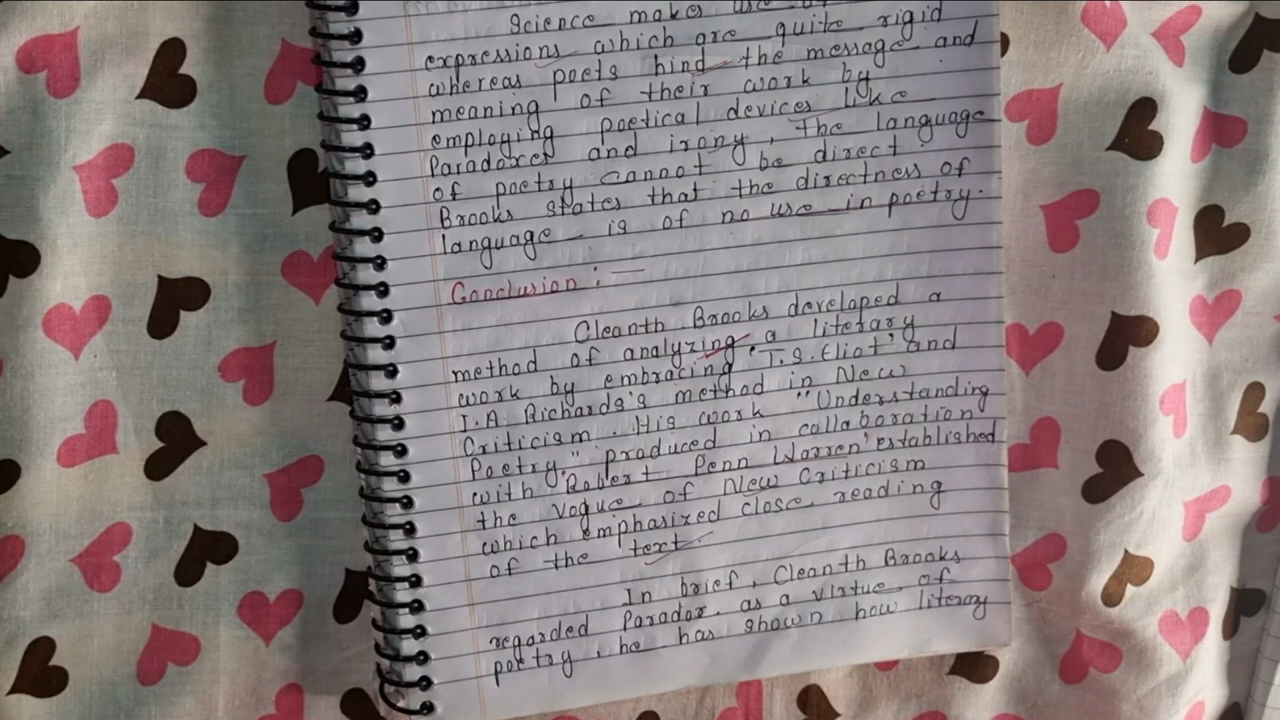 Science makes use of
expressions which are quite rigid
whereas poets hind the message and
meaning of their work by
employing poetical devices like
Paradoxes and irony, The language
of poetry cannot be direct.
Brooks states that the directness of
language is of no use in poetry.
Conclusion :-
Cleanth Brooks developed a
method of analyzing a literary
work by embracing 'T.S. Eliot' and
I.A. Richards's method in New
Criticism. His work "Understanding
Poetry" produced in collaboration
with 'Robert Penn Warren' established
the vogue of New Criticism
which emphasized close reading
of the text.
In brief, Cleanth Brooks
regarded Paradox as a virtue of
poetry, he has shown how literary